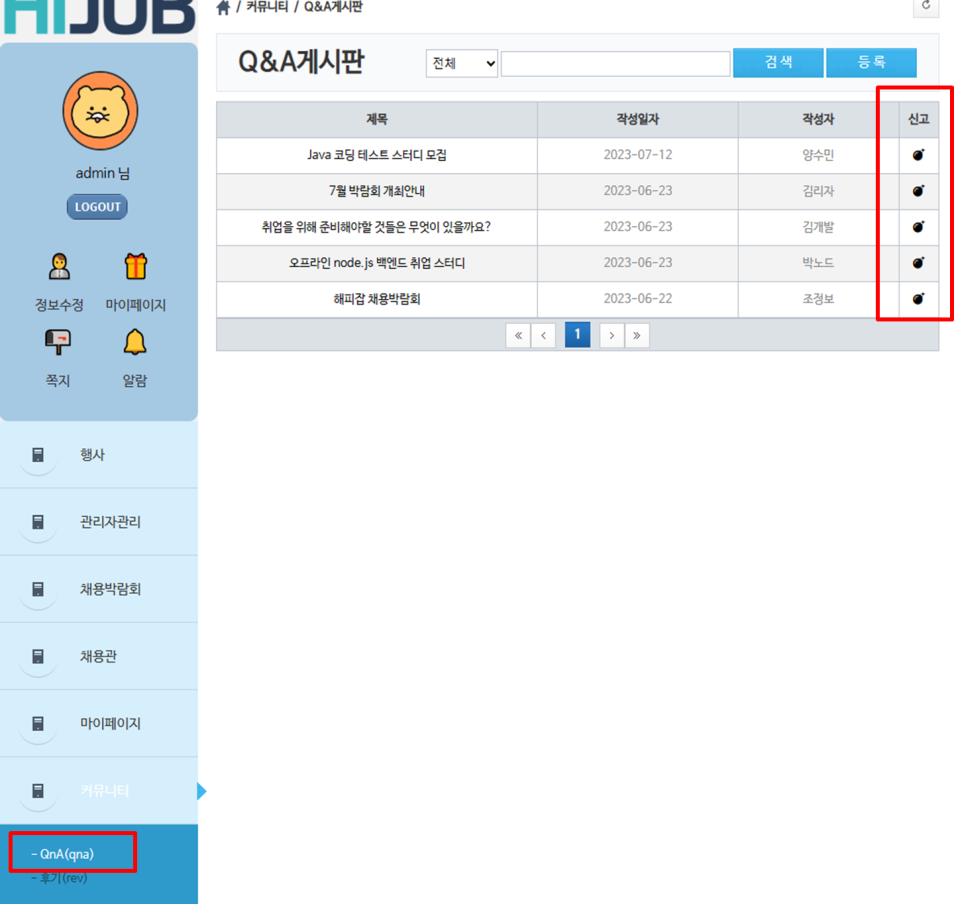 HIJOB
/ 커뮤니티 / Q&A게시판
Q&A게시판
전체
검색
등록
제목 작성일자 작성자 신고
Java 코딩 테스트 스터디 모집 2023-07-12 양수민
7월 박람회 개최안내 2023-06-23 김리자
취업을 위해 준비해야할 것들은 무엇이 있을까요? 2023-06-23 김개발
오프라인 node.js 백엔드 취업 스터디 2023-06-23 박노드
해피잡 채용박람회 2023-06-22 조정보
« ‹ 1 › »
admin 님
LOGOUT
정보수정 마이페이지
쪽지 알람
행사
관리자관리
채용박람회
채용관
마이페이지
커뮤니티
- QnA(qna)
- 후기(rev)